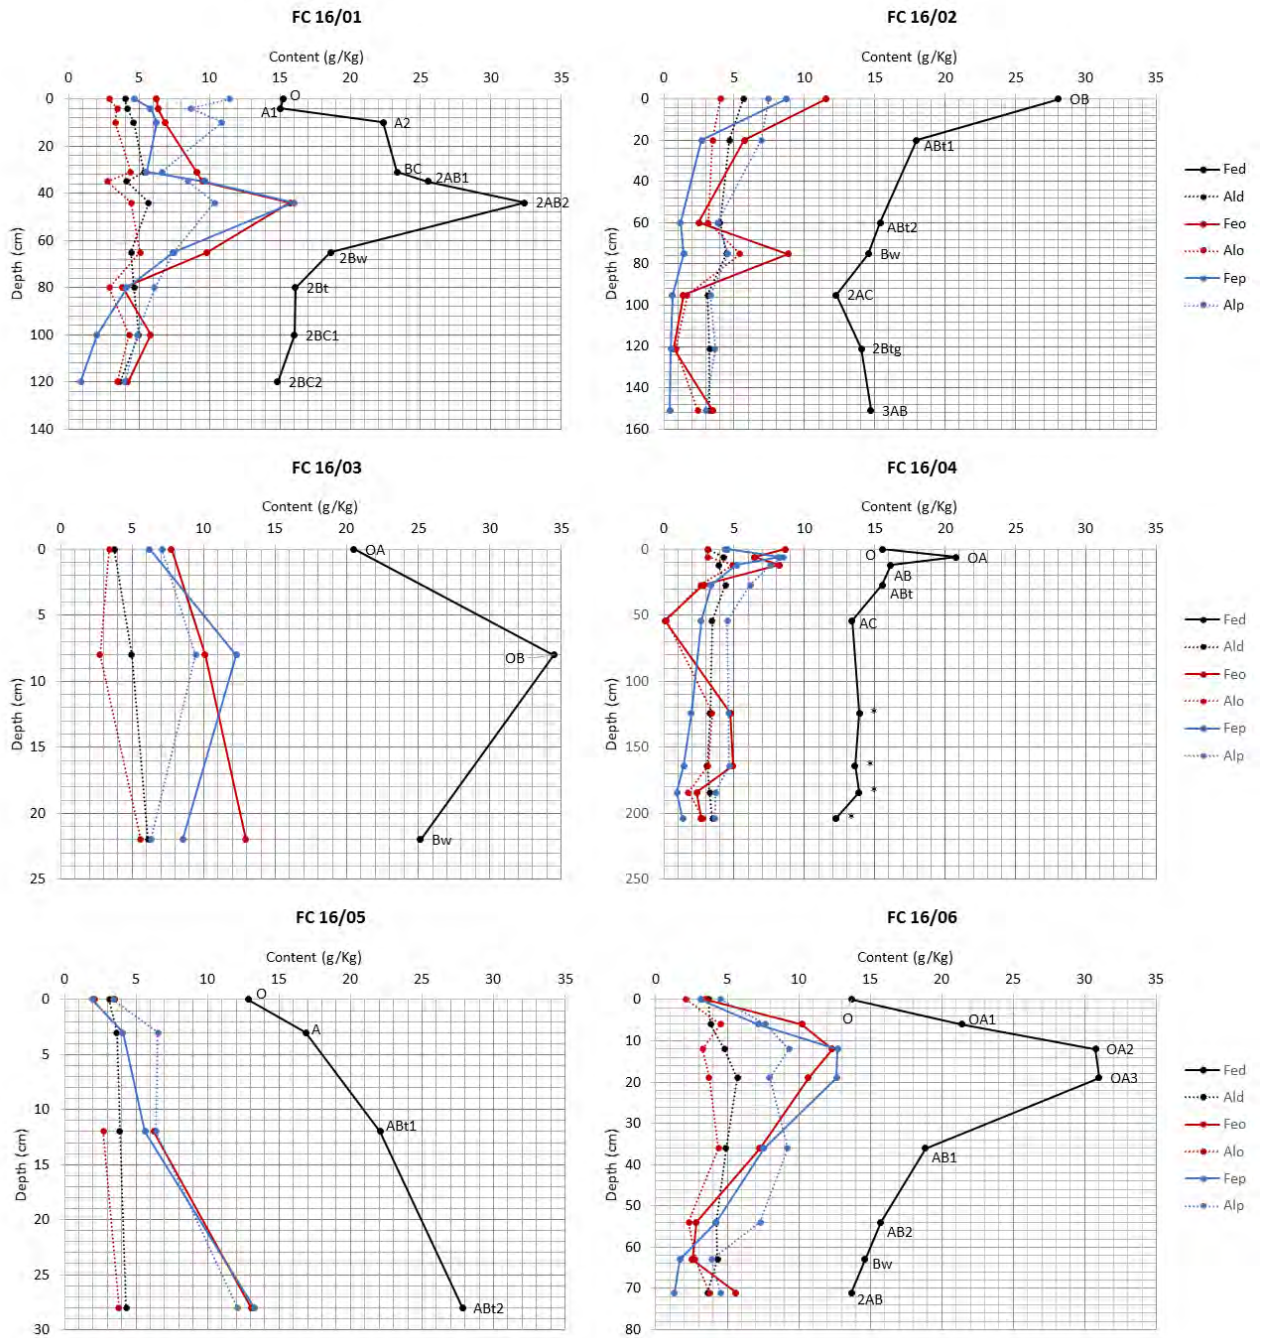 FC 16/01
Content (g/Kg)
0 5 10 15 20 25 30 35
Depth (cm)
0
20
40
60
80
100
120
140
O
A1
A2
BC
2AB1
2AB2
2Bw
2Bt
2BC1
2BC2
FC 16/02
Content (g/Kg)
0 5 10 15 20 25 30 35
Depth (cm)
0
20
40
60
80
100
120
140
160
OB
ABt1
ABt2
Bw
2AC
2Btg
3AB
Fed
Ald
Feo
Alo
Fep
Alp
FC 16/03
Content (g/Kg)
0 5 10 15 20 25 30 35
Depth (cm)
0
5
10
15
20
25
OA
OB
Bw
FC 16/04
Content (g/Kg)
0 5 10 15 20 25 30 35
Depth (cm)
0
50
100
150
200
250
O
OA
AB
ABt
AC
*
*
*
*
Fed
Ald
Feo
Alo
Fep
Alp
FC 16/05
Content (g/Kg)
0 5 10 15 20 25 30 35
Depth (cm)
0
5
10
15
20
25
30
O
A
ABt1
ABt2
FC 16/06
Content (g/Kg)
0 5 10 15 20 25 30 35
Depth (cm)
0
10
20
30
40
50
60
70
80
O
OA1
OA2
OA3
AB1
AB2
Bw
2AB
Fed
Ald
Feo
Alo
Fep
Alp